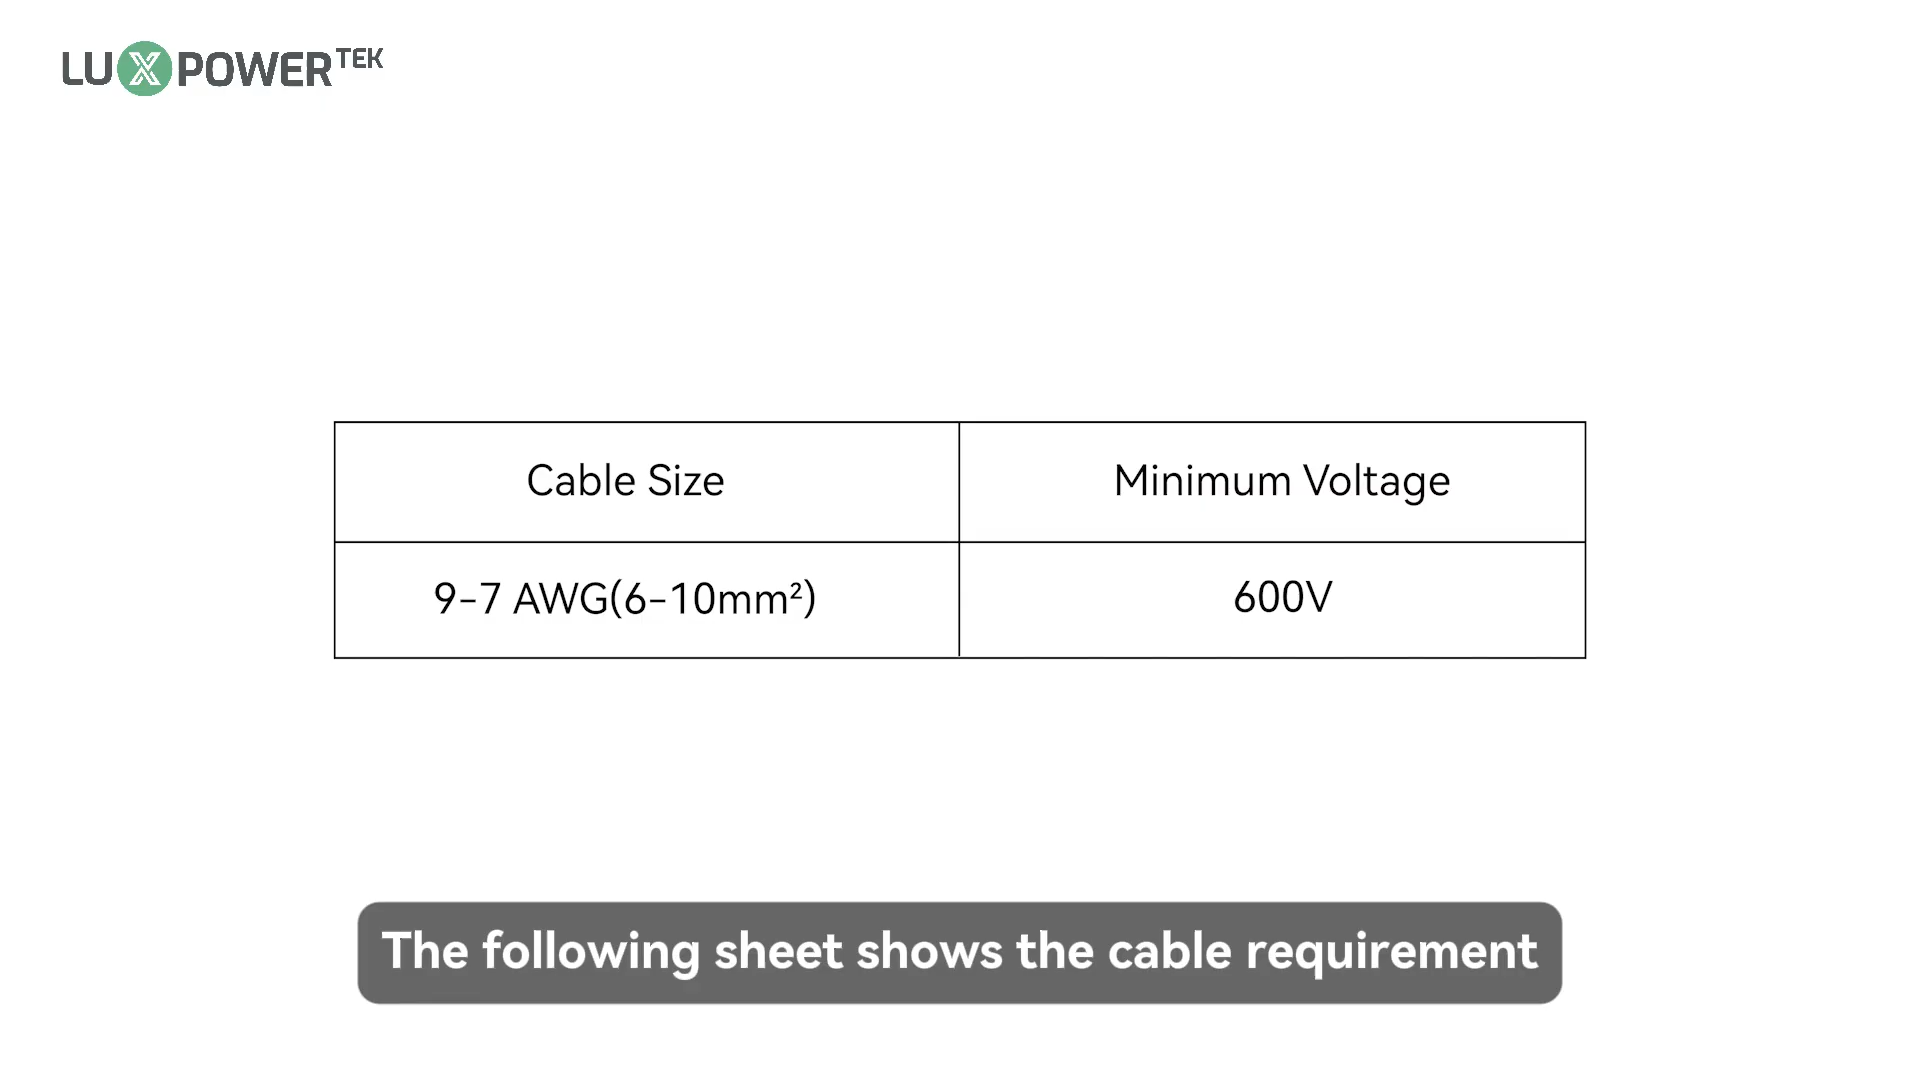 LUXPOWERTEK
Cable Size
Minimum Voltage
9-7 AWG(6-10mm²)
600V
The following sheet shows the cable requirement